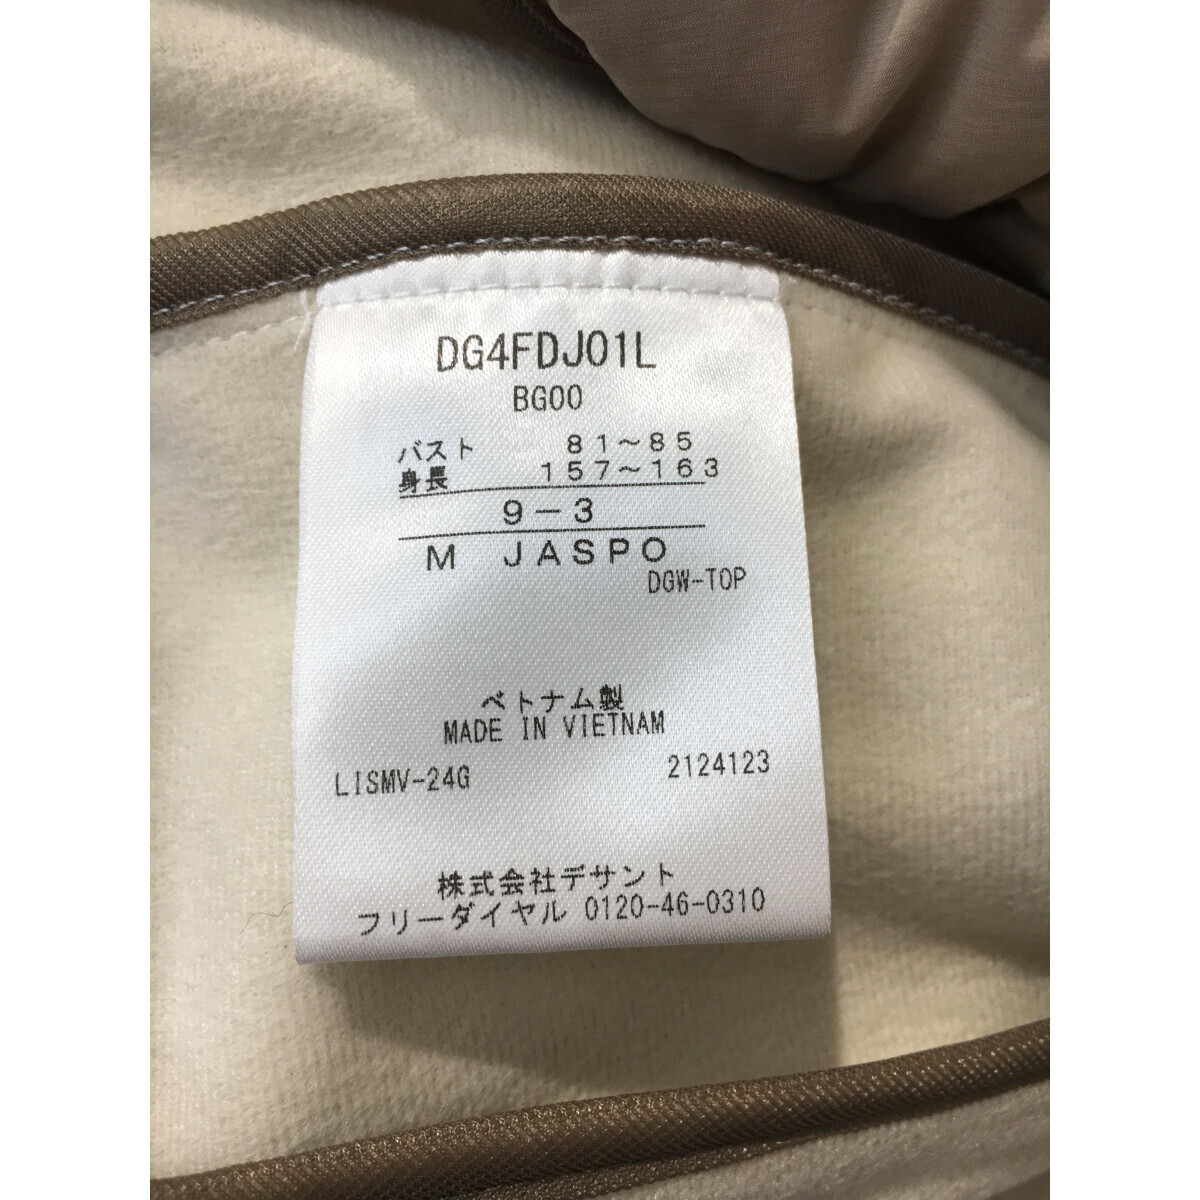 DG4FDJ01L
BG00
バスト 81〜85
身長 157〜163
9-3
M JASPO
DGW-TOP
ベトナム製
MADE IN VIETNAM
LISMV-24G 2124123
株式会社デサント
フリーダイヤル 0120-46-0310